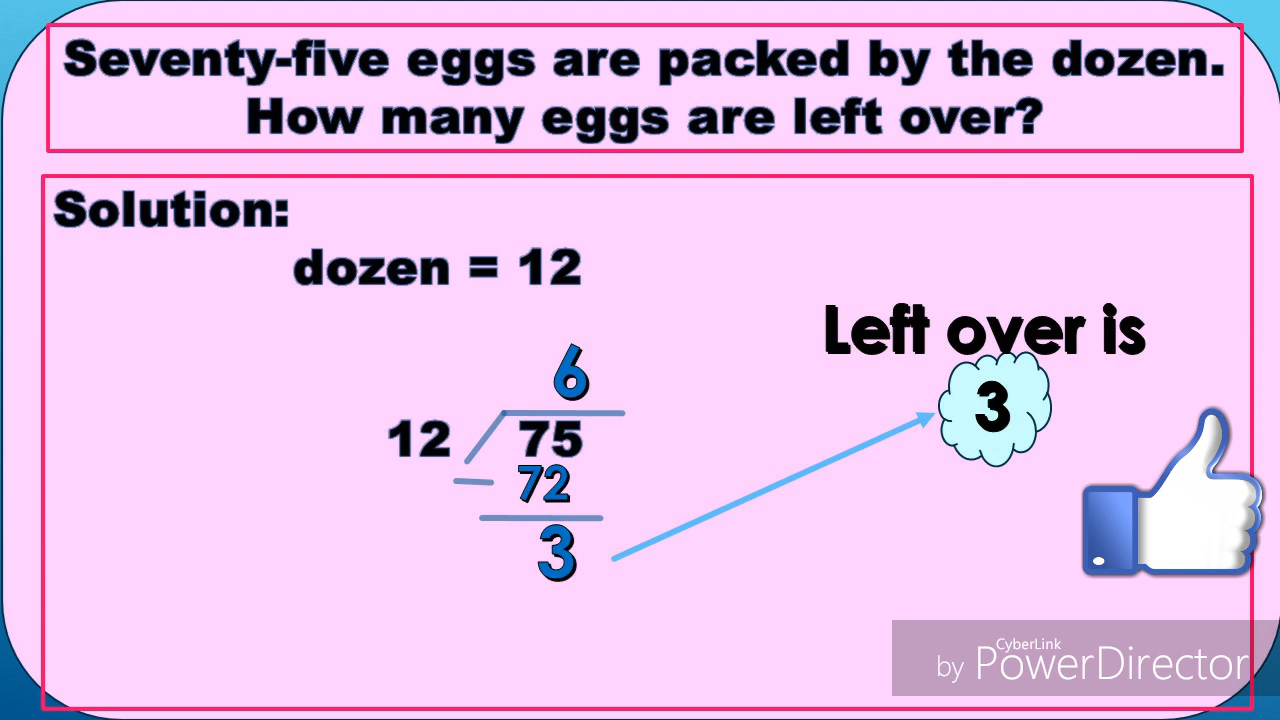 Seventy-five eggs are packed by the dozen.
How many eggs are left over?
Solution:
dozen = 12
Left over is
3
6
12 75
72
3
CyberLink
by PowerDirector